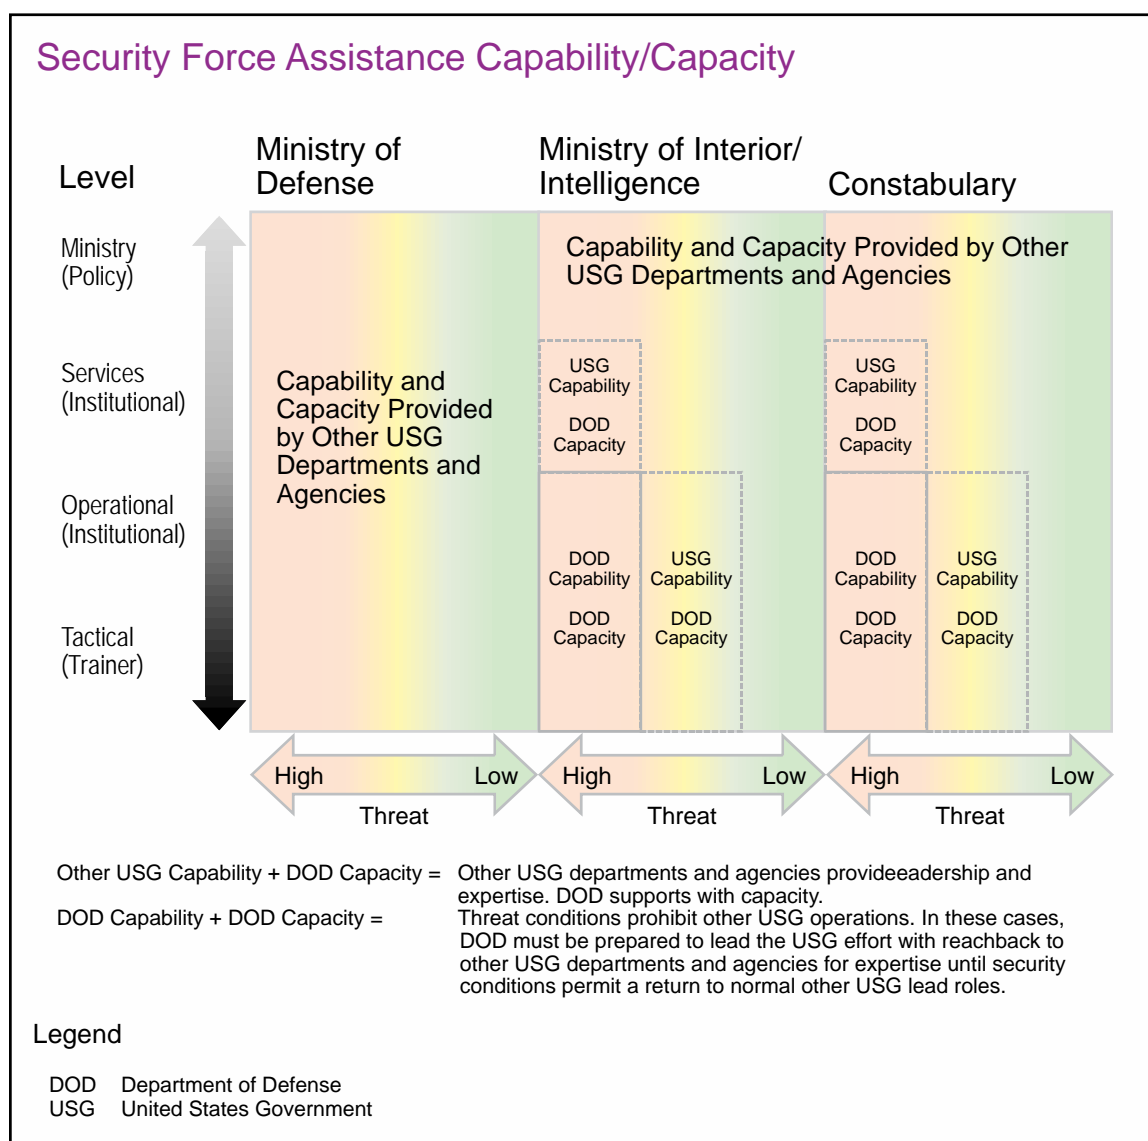 Security Force Assistance Capability/Capacity
Level
Ministry of
Defense
Ministry of Interior/
Intelligence
Constabulary
Ministry
(Policy)
Services
(Institutional)
Operational
(Institutional)
Tactical
(Trainer)
Capability and
Capacity Provided
by Other USG
Departments and
Agencies
Capability and Capacity Provided by Other
USG Departments and Agencies
USG
Capability
DOD
Capacity
DOD
Capability
DOD
Capacity
USG
Capability
DOD
Capacity
USG
Capability
DOD
Capacity
DOD
Capability
DOD
Capacity
USG
Capability
DOD
Capacity
High Low
Threat
High Low
Threat
High Low
Threat
Other USG Capability + DOD Capacity = Other USG departments and agencies provideeadership and
expertise. DOD supports with capacity.
DOD Capability + DOD Capacity = Threat conditions prohibit other USG operations. In these cases,
DOD must be prepared to lead the USG effort with reachback to
other USG departments and agencies for expertise until security
conditions permit a return to normal other USG lead roles.
Legend
DOD Department of Defense
USG United States Government